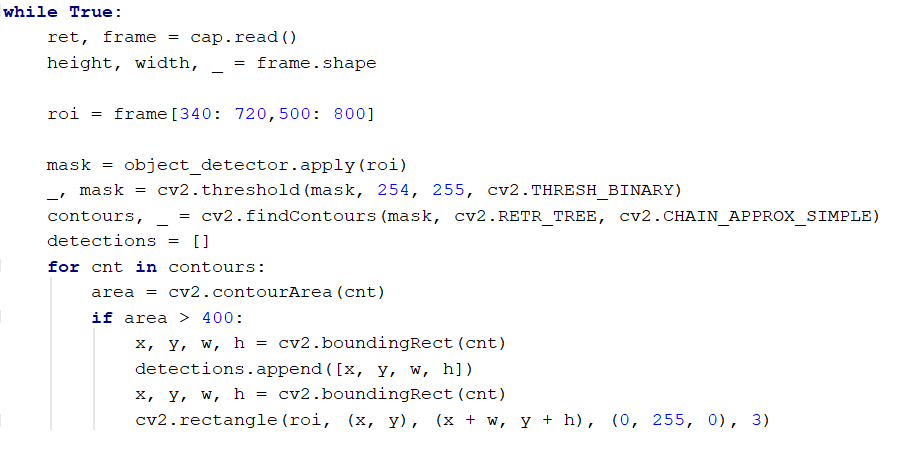 while True:
    ret, frame = cap.read()
    height, width, _ = frame.shape

    roi = frame[340: 720,500: 800]

    mask = object_detector.apply(roi)
    _, mask = cv2.threshold(mask, 254, 255, cv2.THRESH_BINARY)
    contours, _ = cv2.findContours(mask, cv2.RETR_TREE, cv2.CHAIN_APPROX_SIMPLE)
    detections = []
    for cnt in contours:
        area = cv2.contourArea(cnt)
        if area > 400:
            x, y, w, h = cv2.boundingRect(cnt)
            detections.append([x, y, w, h])
            x, y, w, h = cv2.boundingRect(cnt)
            cv2.rectangle(roi, (x, y), (x + w, y + h), (0, 255, 0), 3)